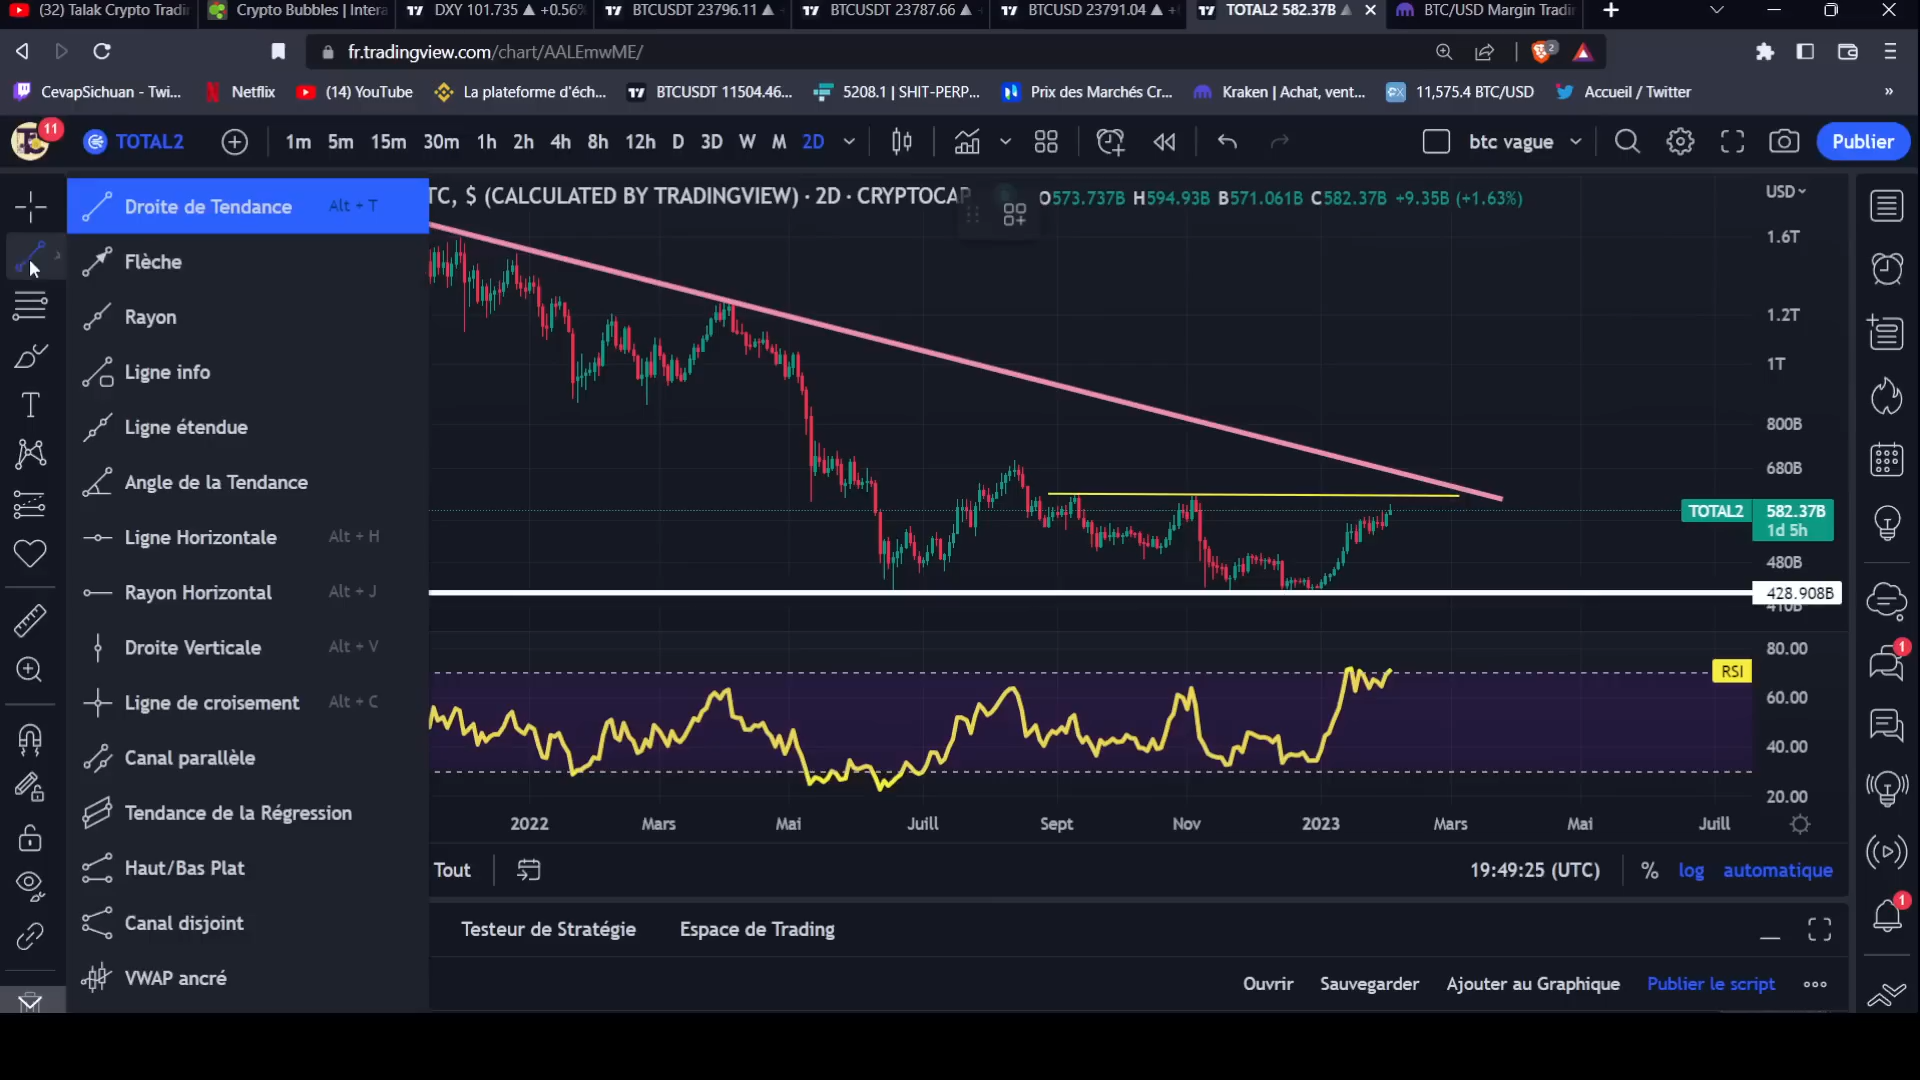 (32) Talak Crypto Tradi
Crypto Bubbles | Intera
DXY 101.735 ▲ +0.56%
BTCUSDT 23796.11 ▲
BTCUSDT 23787.66 ▲
BTCUSD 23791.04 ▲ +
TOTAL2 582.37B ▲
BTC/USD Margin Tradin
fr.tradingview.com/chart/AALEmwME/
2
CevapSichuan - Twi...
Netflix
(14) YouTube
La plateforme d'éch...
BTCUSDT 11504.46...
5208.1 | SHIT-PERP...
Prix des Marchés Cr...
Kraken | Achat, vent...
11,575.4 BTC/USD
Accueil / Twitter
»
11
TOTAL2
1m 5m 15m 30m 1h 2h 4h 8h 12h D 3D W M 2D
btc vague
Publier
TC, $ (CALCULATED BY TRADINGVIEW) · 2D · CRYPTOCAP
O573.737B H594.93B B571.061B C582.37B +9.35B (+1.63%)
USD
Droite de Tendance Alt + T
Flèche
Rayon
Ligne info
Ligne étendue
Angle de la Tendance
Ligne Horizontale Alt + H
Rayon Horizontal Alt + J
Droite Verticale Alt + V
Ligne de croisement Alt + C
Canal parallèle
Tendance de la Régression
Haut/Bas Plat
Canal disjoint
VWAP ancré
1.6T
1.2T
1T
800B
680B
TOTAL2 582.37B
1d 5h
480B
428.908B
410B
80.00
RSI
60.00
40.00
20.00
2022 Mars Mai Juill Sept Nov 2023 Mars Mai Juill
1
1
Tout
19:49:25 (UTC) % log automatique
Testeur de Stratégie Espace de Trading
Ouvrir Sauvegarder Ajouter au Graphique Publier le script